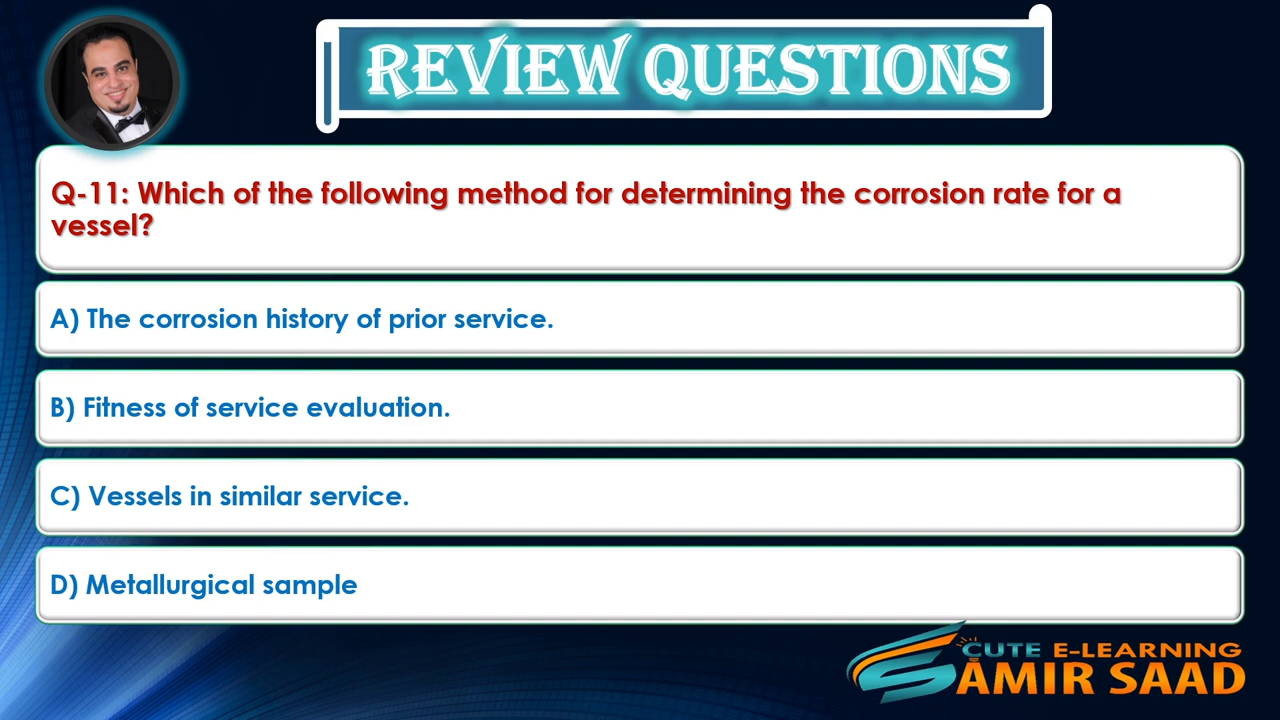 REVIEW QUESTIONS
Q-11: Which of the following method for determining the corrosion rate for a
vessel?
A) The corrosion history of prior service.
B) Fitness of service evaluation.
C) Vessels in similar service.
D) Metallurgical sample
CUTE E-LEARNING
AMIR SAAD